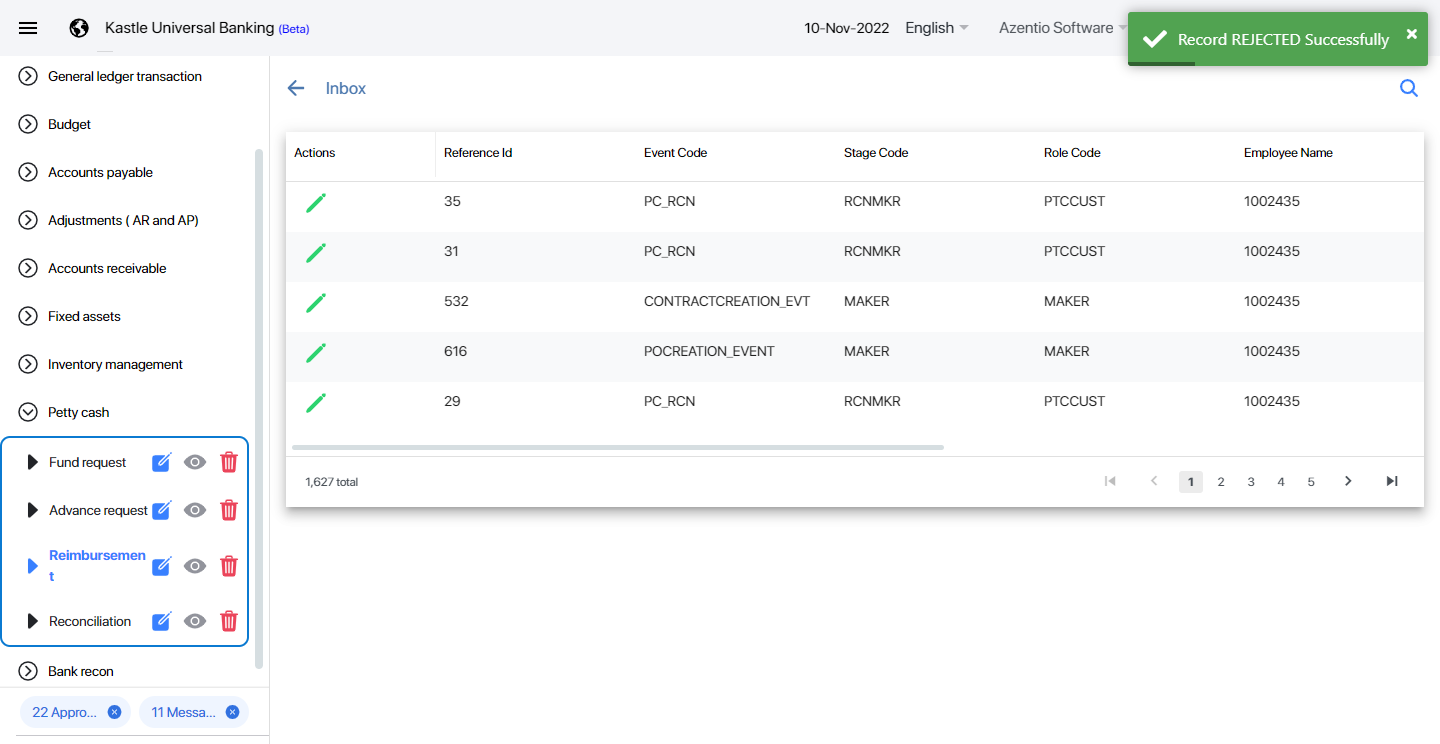 Kastle Universal Banking (Beta)
10-Nov-2022
English
Azentio Software
Record REJECTED Successfully
General ledger transaction
Budget
Accounts payable
Adjustments ( AR and AP)
Accounts receivable
Fixed assets
Inventory management
Petty cash
Fund request
Advance request
Reimbursemen
t
Reconciliation
Bank recon
22 Appro...
11 Messa...
Inbox
Actions Reference Id Event Code Stage Code Role Code Employee Name
35 PC_RCN RCNMKR PTCCUST 1002435
31 PC_RCN RCNMKR PTCCUST 1002435
532 CONTRACTCREATION_EVT MAKER MAKER 1002435
616 POCREATION_EVENT MAKER MAKER 1002435
29 PC_RCN RCNMKR PTCCUST 1002435
1,627 total
1 2 3 4 5